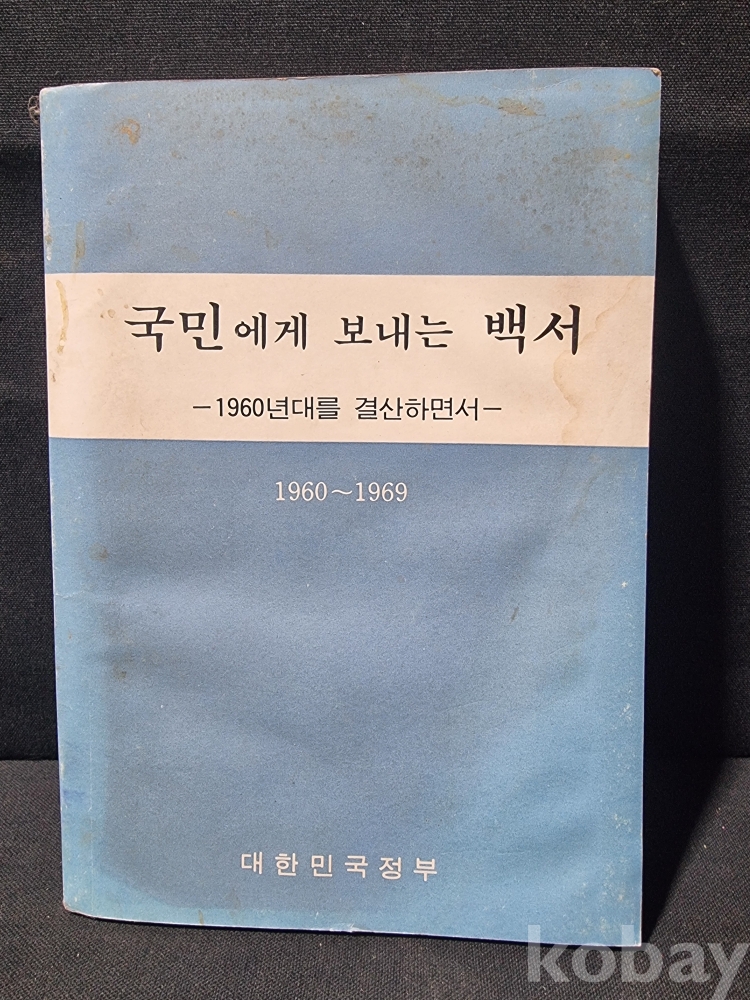 국민에게 보내는 백서
—1960년대를 결산하면서—
1960~1969
대한민국정부
kobay